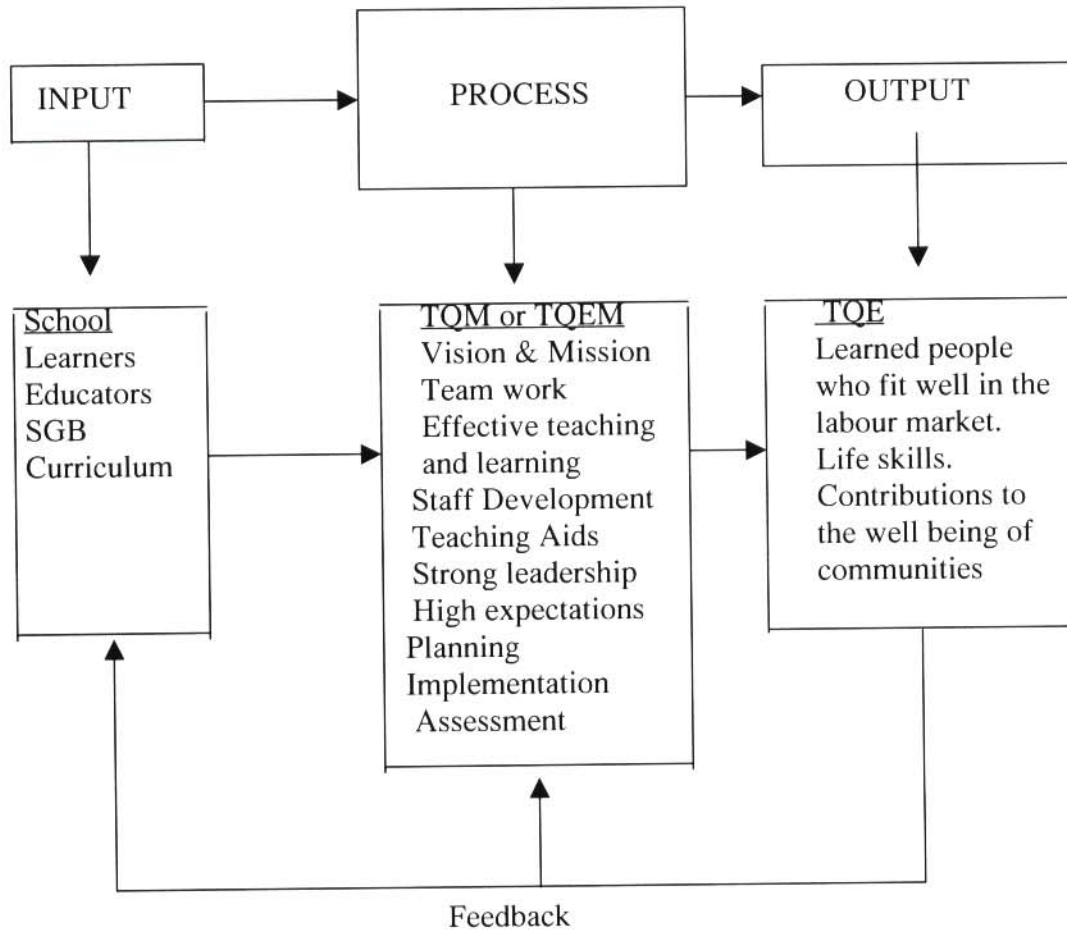 INPUT
PROCESS
OUTPUT
School
Learners
Educators
SGB
Curriculum
TQM or TQEM
Vision & Mission
Team work
Effective teaching
and learning
Staff Development
Teaching Aids
Strong leadership
High expectations
Planning
Implementation
Assessment
TQE
Learned people
who fit well in the
labour market.
Life skills.
Contributions to
the well being of
communities
Feedback